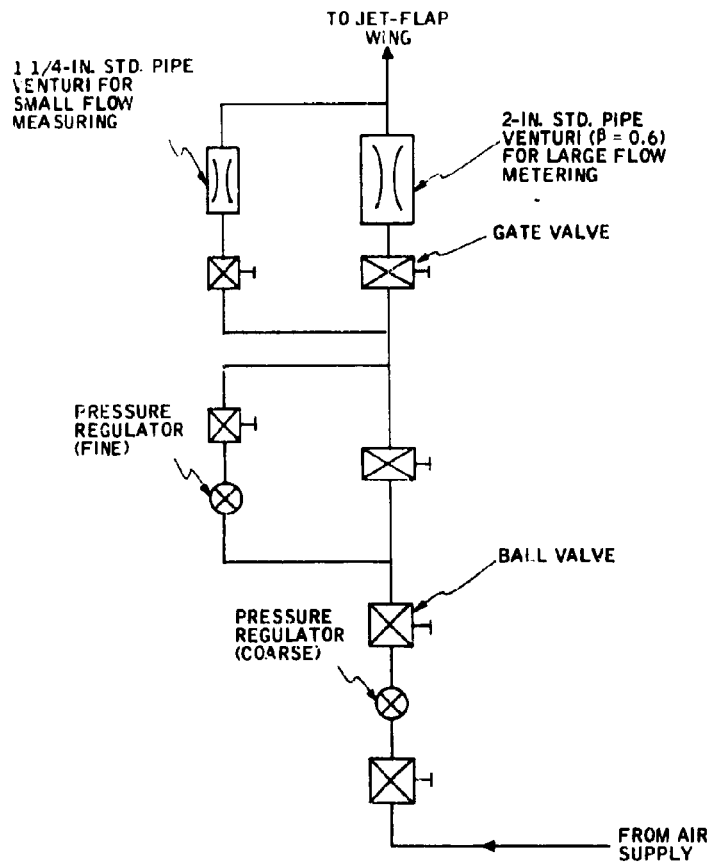 TO JET-FLAP
WING
1 1/4-IN. STD. PIPE
VENTURI FOR
SMALL FLOW
MEASURING
2-IN. STD. PIPE
VENTURI (β = 0.6)
FOR LARGE FLOW
METERING
GATE VALVE
PRESSURE
REGULATOR
(FINE)
BALL VALVE
PRESSURE
REGULATOR
(COARSE)
FROM AIR
SUPPLY